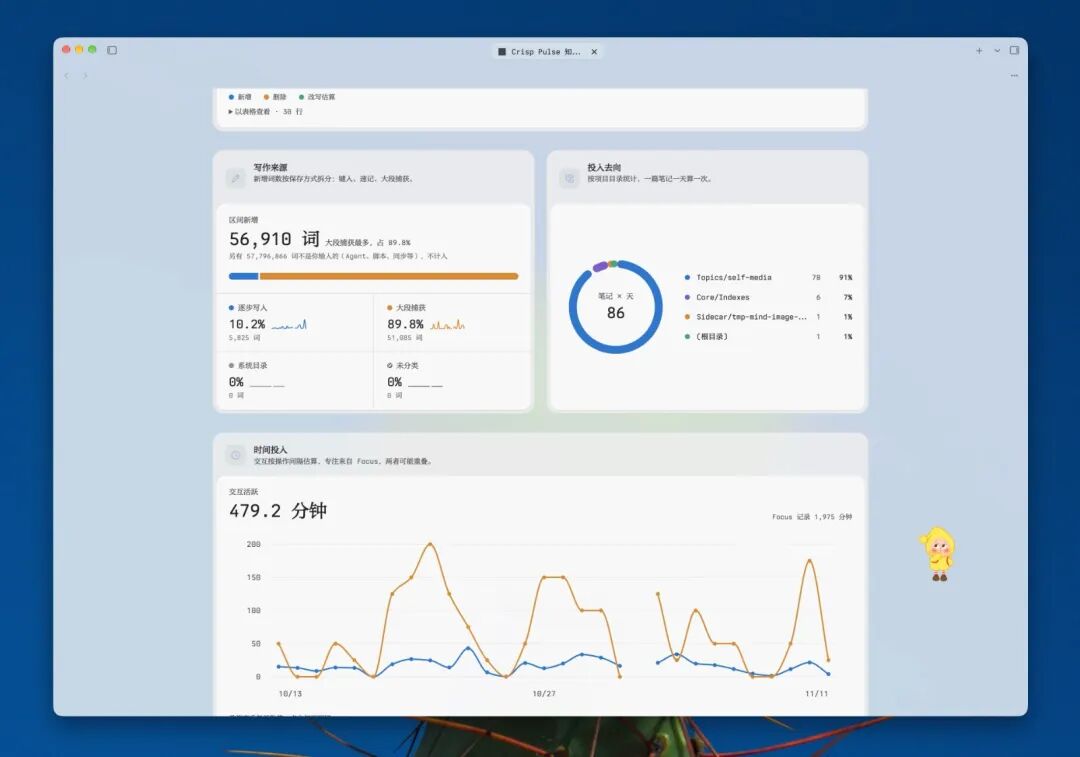 Crisp Pulse 知...
新增 删除 改写估算
以表格查看 · 30 行
写作来源
新增词数按保存方式拆分：键入、速记、大段捕获。
区间新增
56,910 词 大段捕获最多，占 89.8%
另有 57,796,866 词不是你输入的（Agent、脚本、同步等），不计入
逐步写入
10.2%
5,825 词
大段捕获
89.8%
51,085 词
系统目录
0%
0 词
未分类
0%
0 词
投入去向
按项目目录统计，一篇笔记一天算一次。
笔记 × 天
86
Topics/self-media 78 91%
Core/Indexes 6 7%
Sidecar/tmp-mind-image-... 1 1%
(根目录) 1 1%
时间投入
交互按操作间隔估算，专注来自 Focus，两者可能重叠。
交互活跃
479.2 分钟
Focus 记录 1,975 分钟
200
150
100
50
0
10/13 10/27 11/11